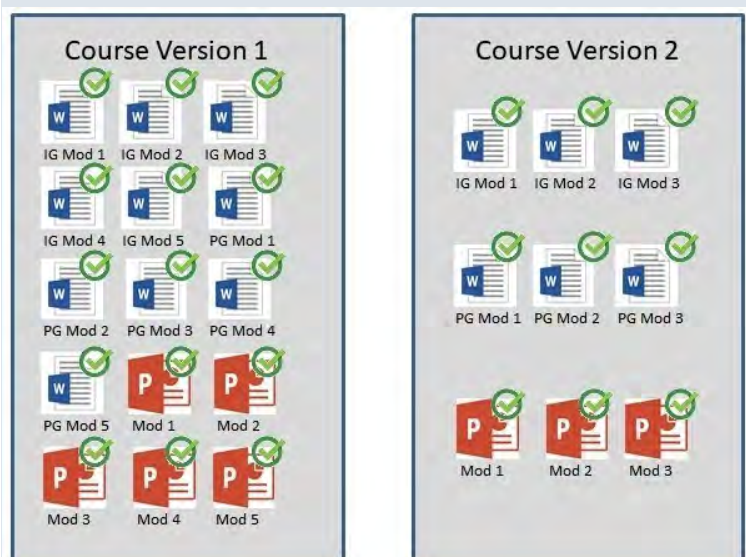 Course Version 1
W W W
IG Mod 1 IG Mod 2 IG Mod 3
W W W
IG Mod 4 IG Mod 5 PG Mod 1
W W W
PG Mod 2 PG Mod 3 PG Mod 4
W P P
PG Mod 5 Mod 1 Mod 2
P P P
Mod 3 Mod 4 Mod 5
Course Version 2
W W W
IG Mod 1 IG Mod 2 IG Mod 3
W W W
PG Mod 1 PG Mod 2 PG Mod 3
P P P
Mod 1 Mod 2 Mod 3